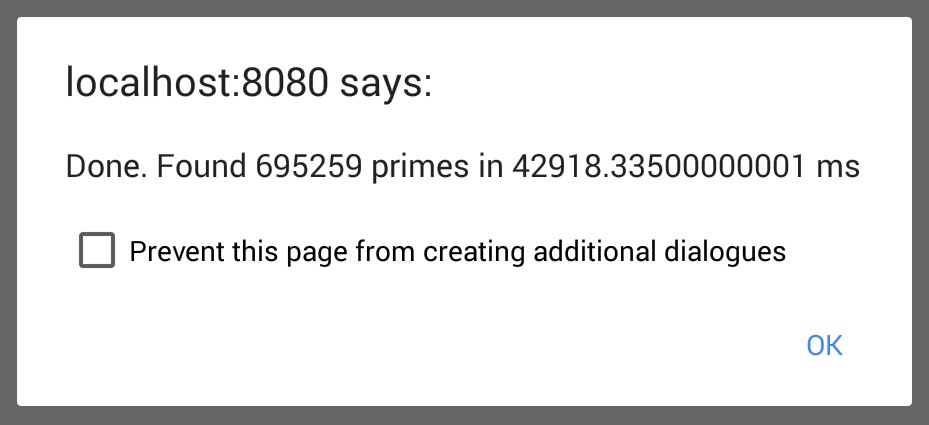 localhost:8080 says:
Done. Found 695259 primes in 42918.33500000001 ms
Prevent this page from creating additional dialogues
OK